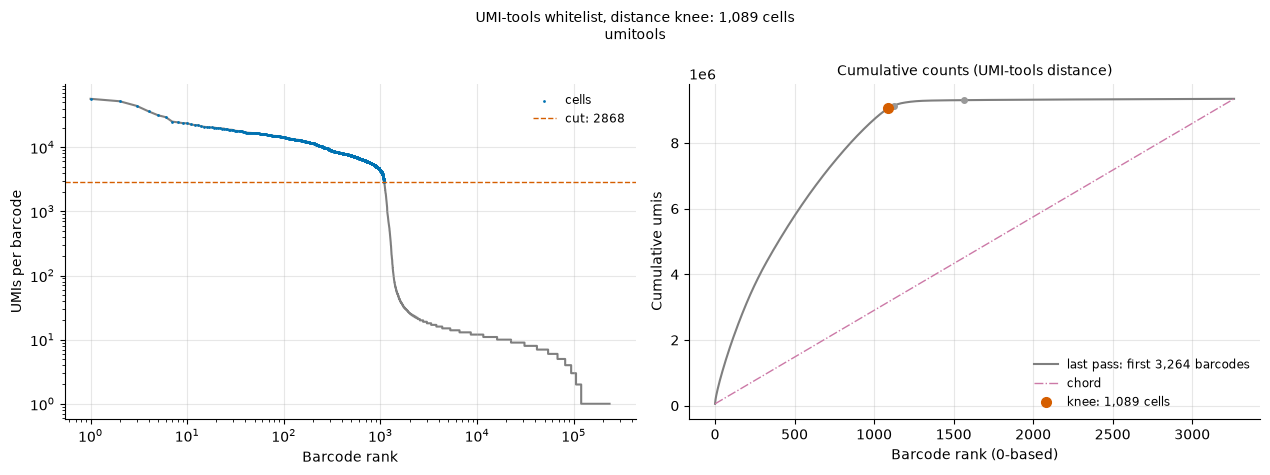 UMI-tools whitelist, distance knee: 1,089 cells
umitools
cells
cut: 2868
UMIs per barcode
10⁴
10³
10²
10¹
10⁰
10⁰ 10¹ 10² 10³ 10⁴ 10⁵
Barcode rank
Cumulative counts (UMI-tools distance)
1e6
Cumulative umis
8
6
4
2
0
last pass: first 3,264 barcodes
chord
knee: 1,089 cells
0 500 1000 1500 2000 2500 3000
Barcode rank (0-based)